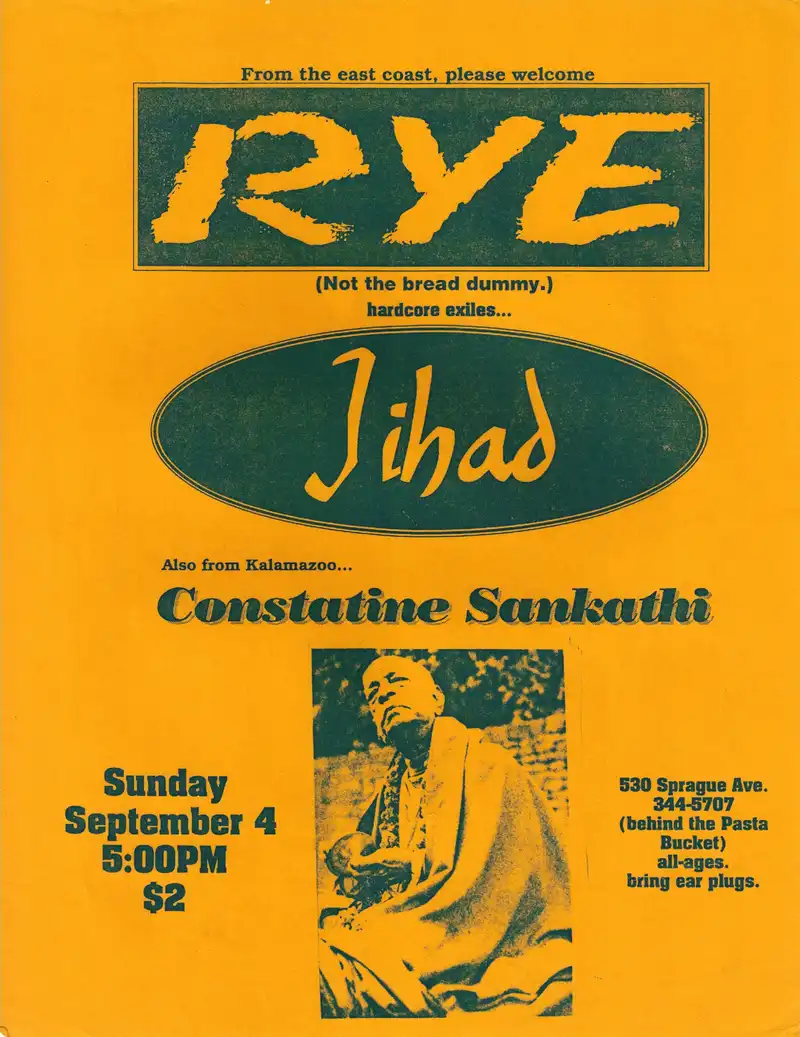 From the east coast, please welcome
RYE
(Not the bread dummy.)
hardcore exiles...
Jihad
Also from Kalamazoo...
Constatine Sankathi
Sunday
September 4
5:00PM
$2
530 Sprague Ave.
344-5707
(behind the Pasta
Bucket)
all-ages.
bring ear plugs.